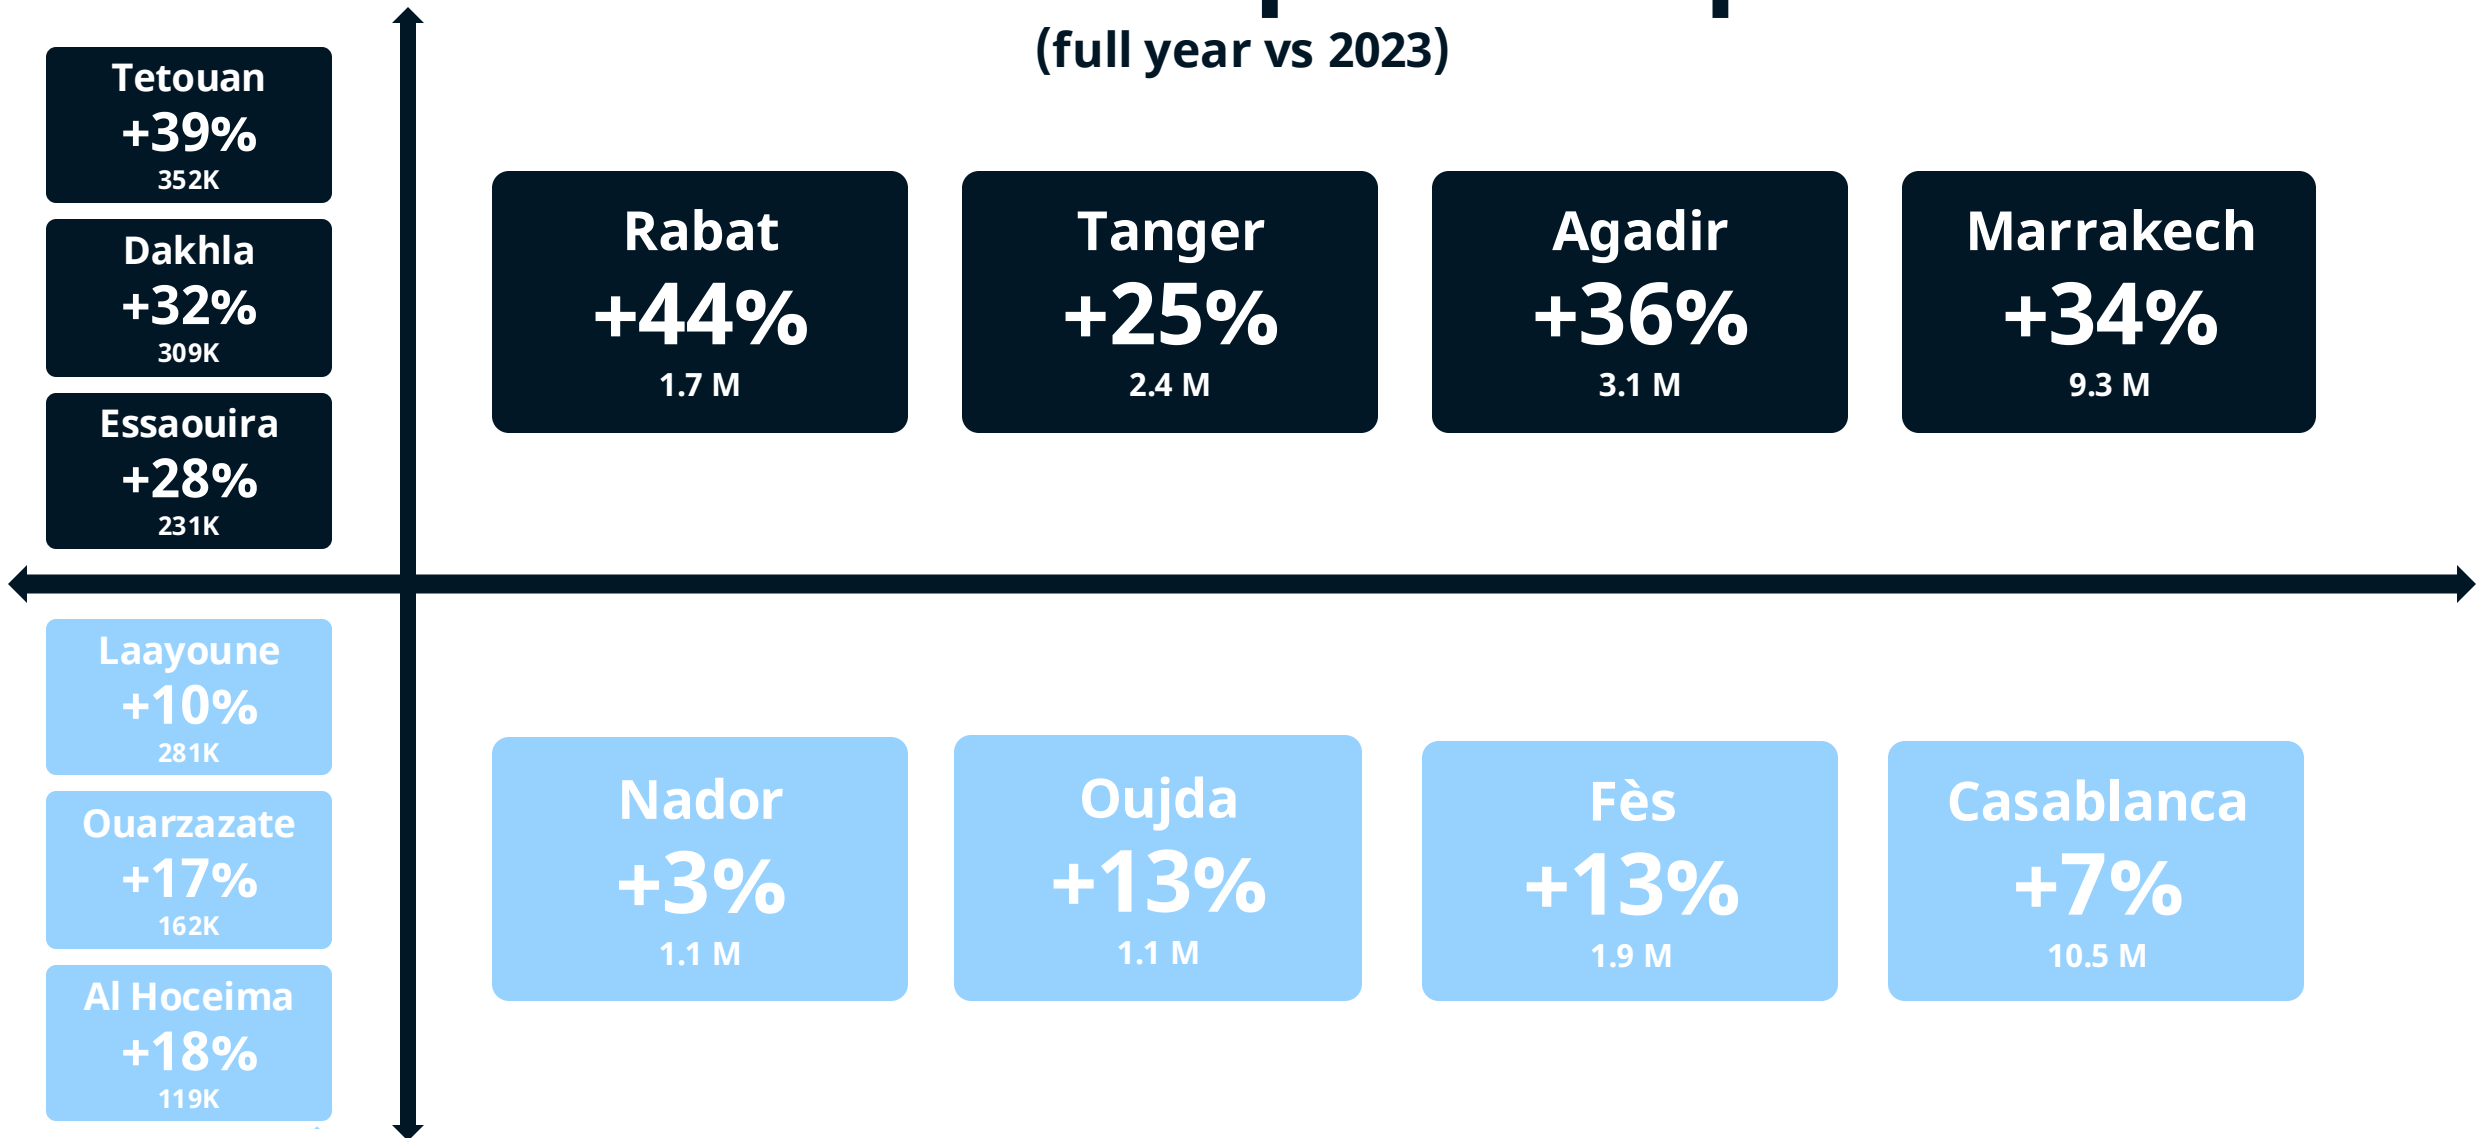 (full year vs 2023)
Tetouan
+39%
352K
Dakhla
+32%
309K
Essaouira
+28%
231K
Rabat
+44%
1.7 M
Tanger
+25%
2.4 M
Agadir
+36%
3.1 M
Marrakech
+34%
9.3 M
Laayoune
+10%
281K
Ouarzazate
+17%
162K
Al Hoceima
+18%
119K
Nador
+3%
1.1 M
Oujda
+13%
1.1 M
Fès
+13%
1.9 M
Casablanca
+7%
10.5 M